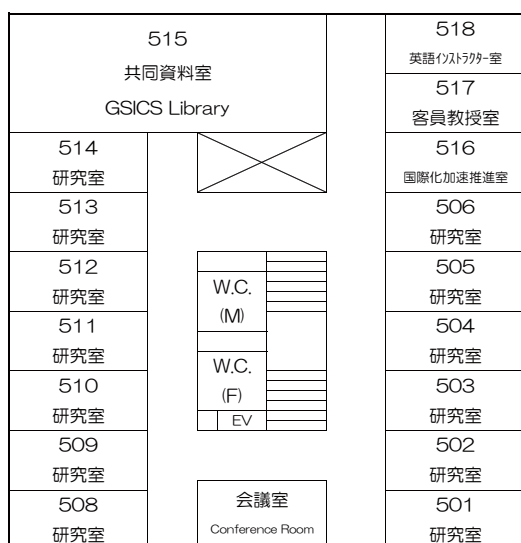 515
共同資料室
GSICS Library
518
英語インストラクター室
517
客員教授室
514
研究室
516
国際化加速推進室
513
研究室
506
研究室
512
研究室
W.C.
(M)
505
研究室
511
研究室
504
研究室
510
研究室
W.C.
(F)
EV
503
研究室
509
研究室
502
研究室
508
研究室
会議室
Conference Room
501
研究室